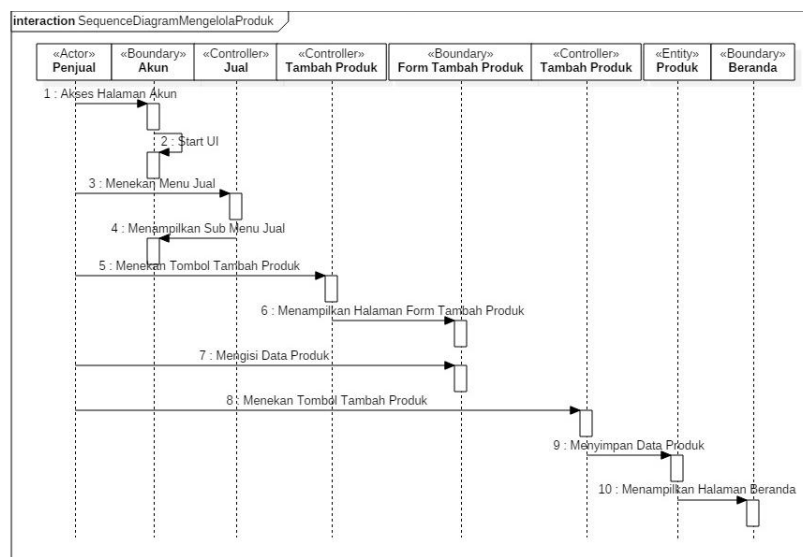 interaction SequenceDiagramMengelolaProduk
«Actor»
Penjual
«Boundary»
Akun
«Controller»
Jual
«Controller»
Tambah Produk
«Boundary»
Form Tambah Produk
«Controller»
Tambah Produk
«Entity»
Produk
«Boundary»
Beranda
1 : Akses Halaman Akun
2 : Start UI
3 : Menekan Menu Jual
4 : Menampilkan Sub Menu Jual
5 : Menekan Tombol Tambah Produk
6 : Menampilkan Halaman Form Tambah Produk
7 : Mengisi Data Produk
8 : Menekan Tombol Tambah Produk
9 : Menyimpan Data Produk
10 : Menampilkan Halaman Beranda